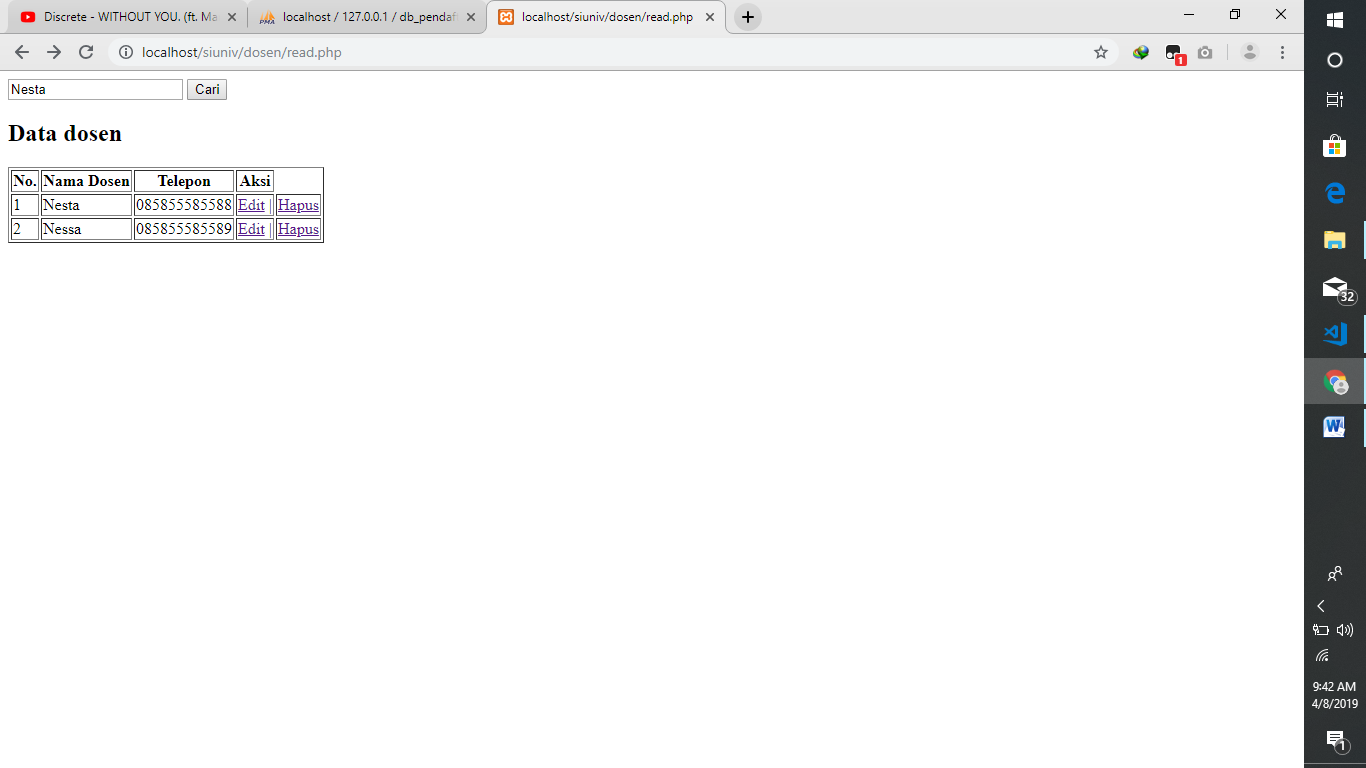 Discrete - WITHOUT YOU. (ft. Ma
localhost / 127.0.0.1 / db_pendaf
localhost/siuniv/dosen/read.php
localhost/siuniv/dosen/read.php
1
Nesta Cari
Data dosen
No. Nama Dosen Telepon Aksi
1 Nesta 085855585588 Edit | Hapus
2 Nessa 085855585589 Edit | Hapus
32
9:42 AM
4/8/2019
1